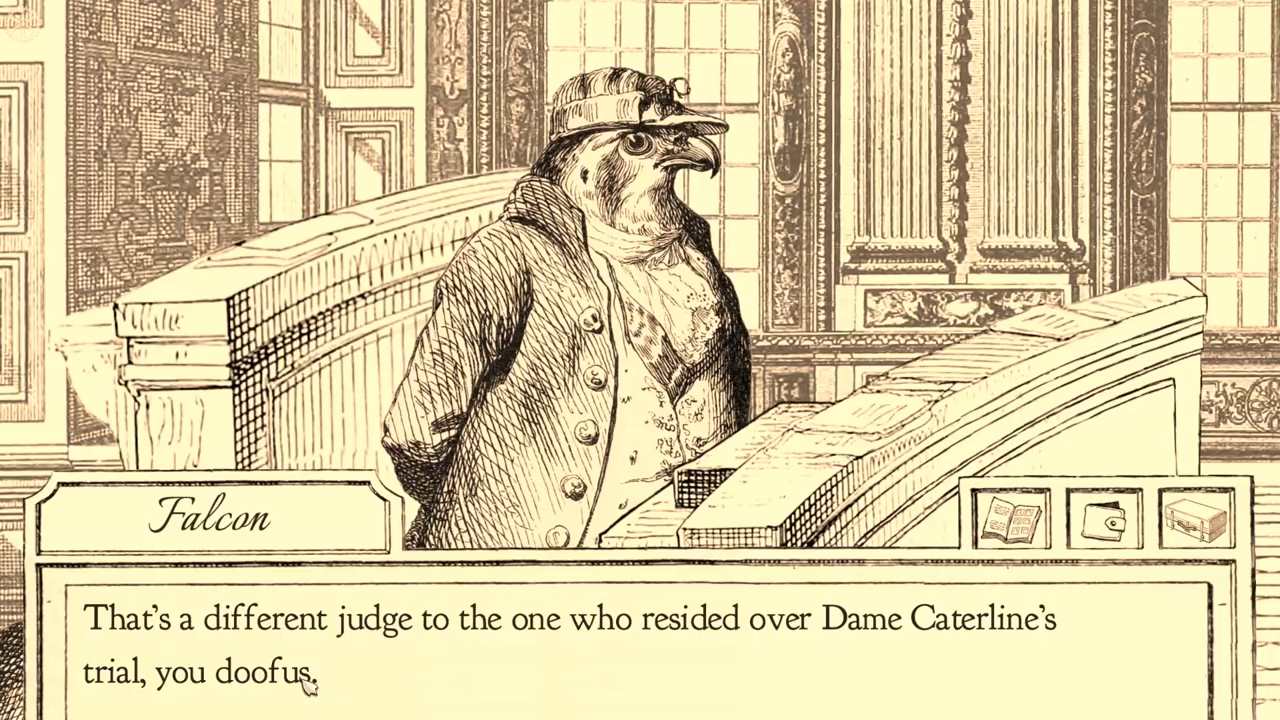 Falcon
That's a different judge to the one who resided over Dame Caterline's
trial, you doofus.